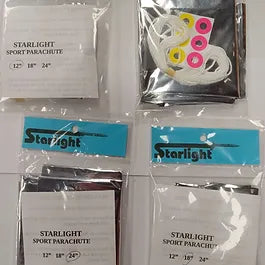 STARLIGHT
SPORT PARACHUTE
12" 18" 24"
Starlight
Starlight
STARLIGHT
SPORT PARACHUTE
12" 18" 24"
STARLIGHT
SPORT PARACHUTE
12" 18" 24"